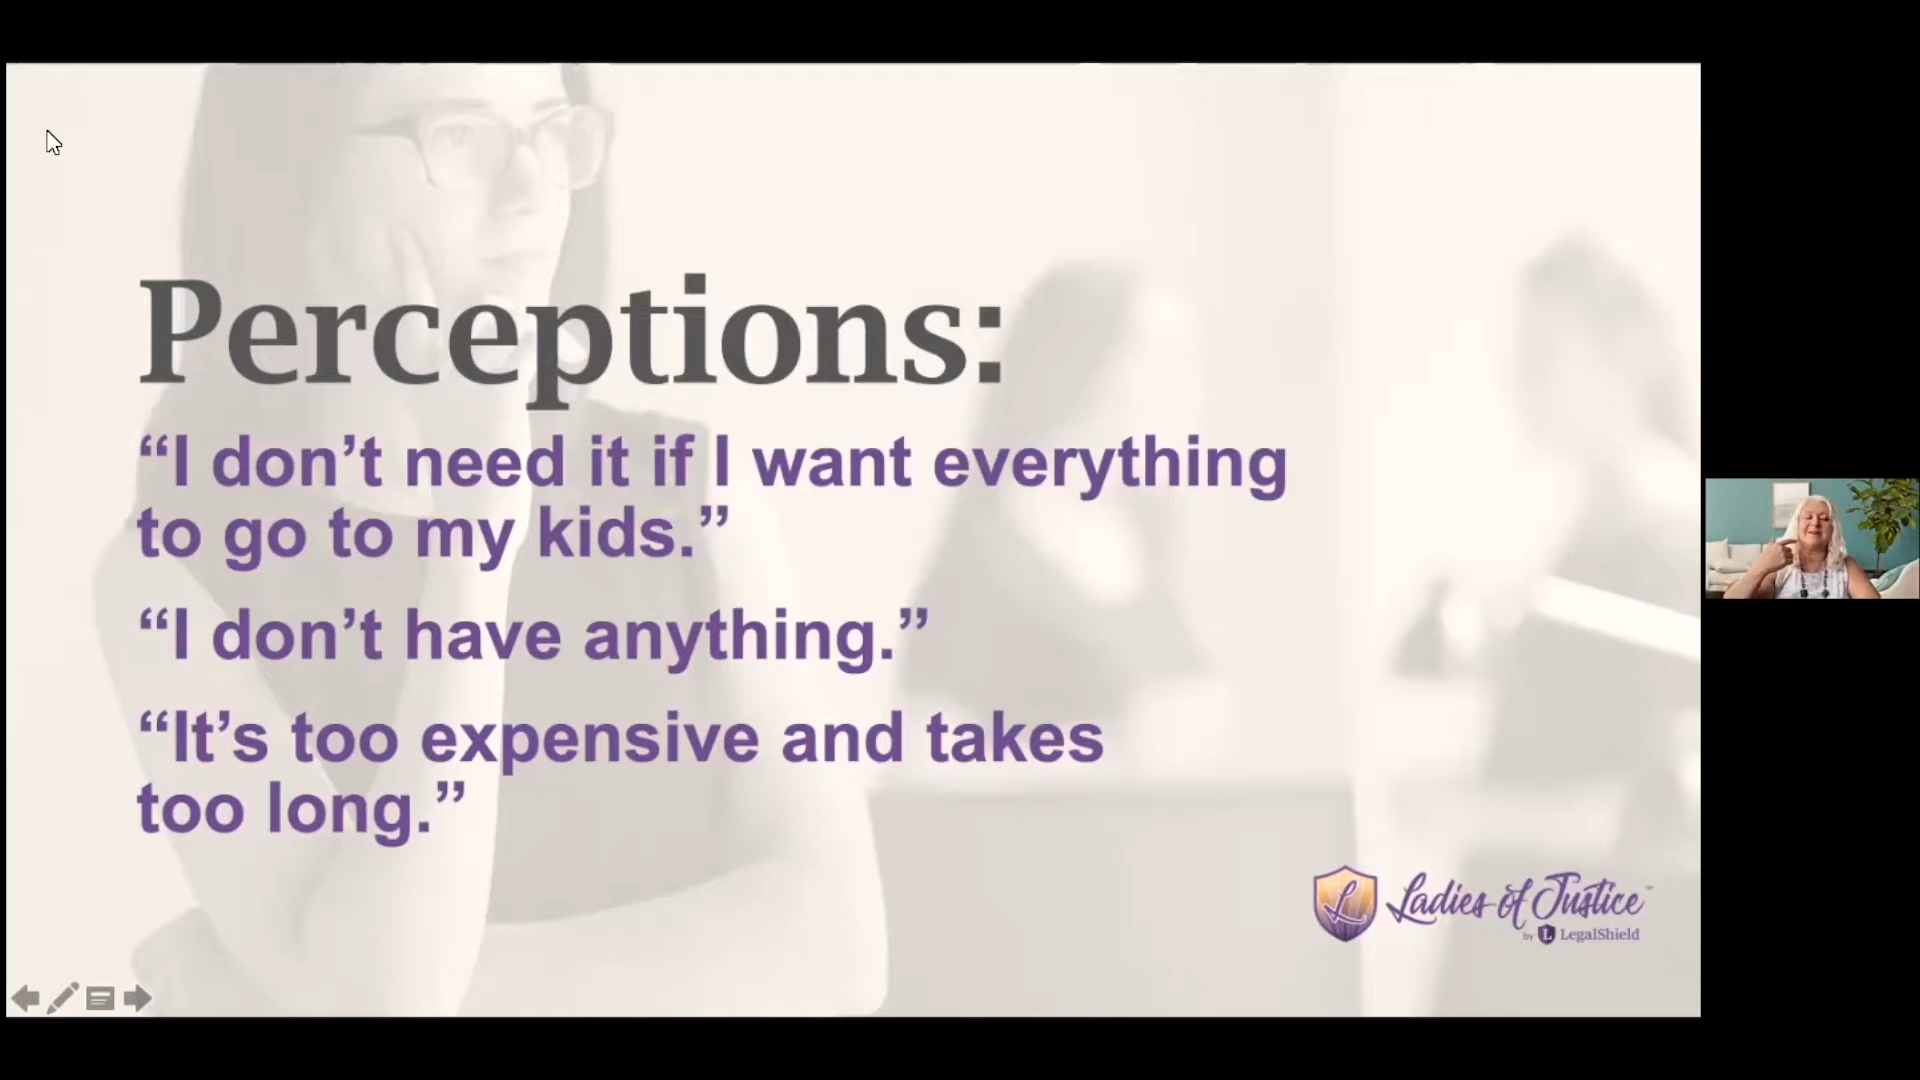 Perceptions:
“I don’t need it if I want everything
to go to my kids.”
“I don’t have anything.”
“It’s too expensive and takes
too long.”
L
Ladies of Justice
by L LegalShield